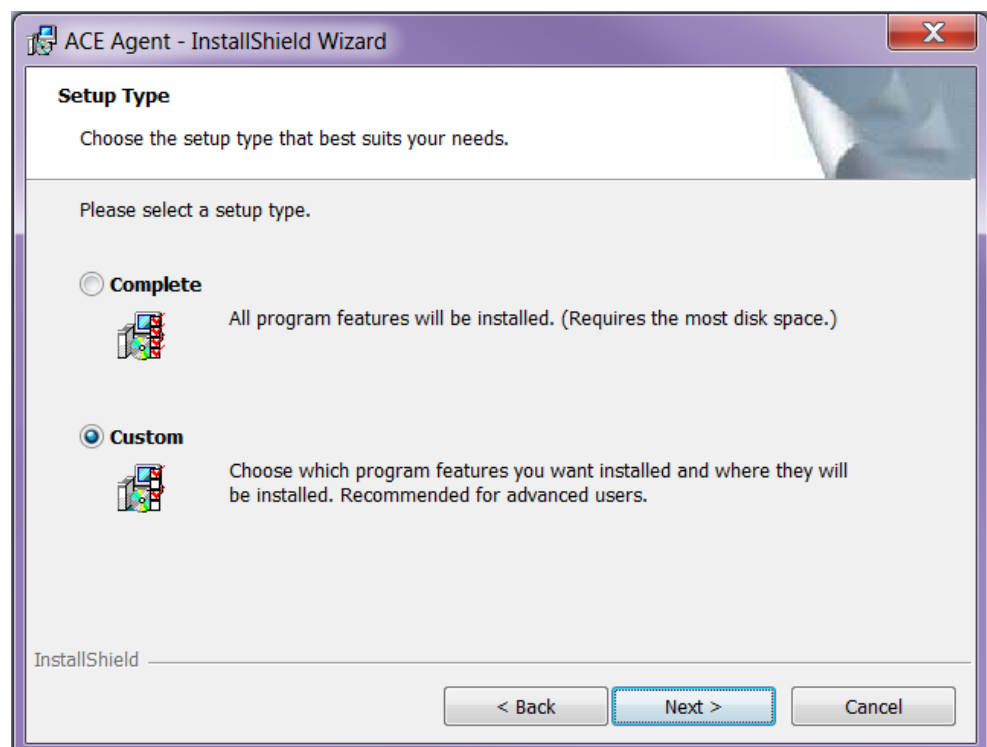 ACE Agent - InstallShield Wizard
Setup Type
Choose the setup type that best suits your needs.
Please select a setup type.
Complete
All program features will be installed. (Requires the most disk space.)
Custom
Choose which program features you want installed and where they will
be installed. Recommended for advanced users.
InstallShield
< Back
Next >
Cancel